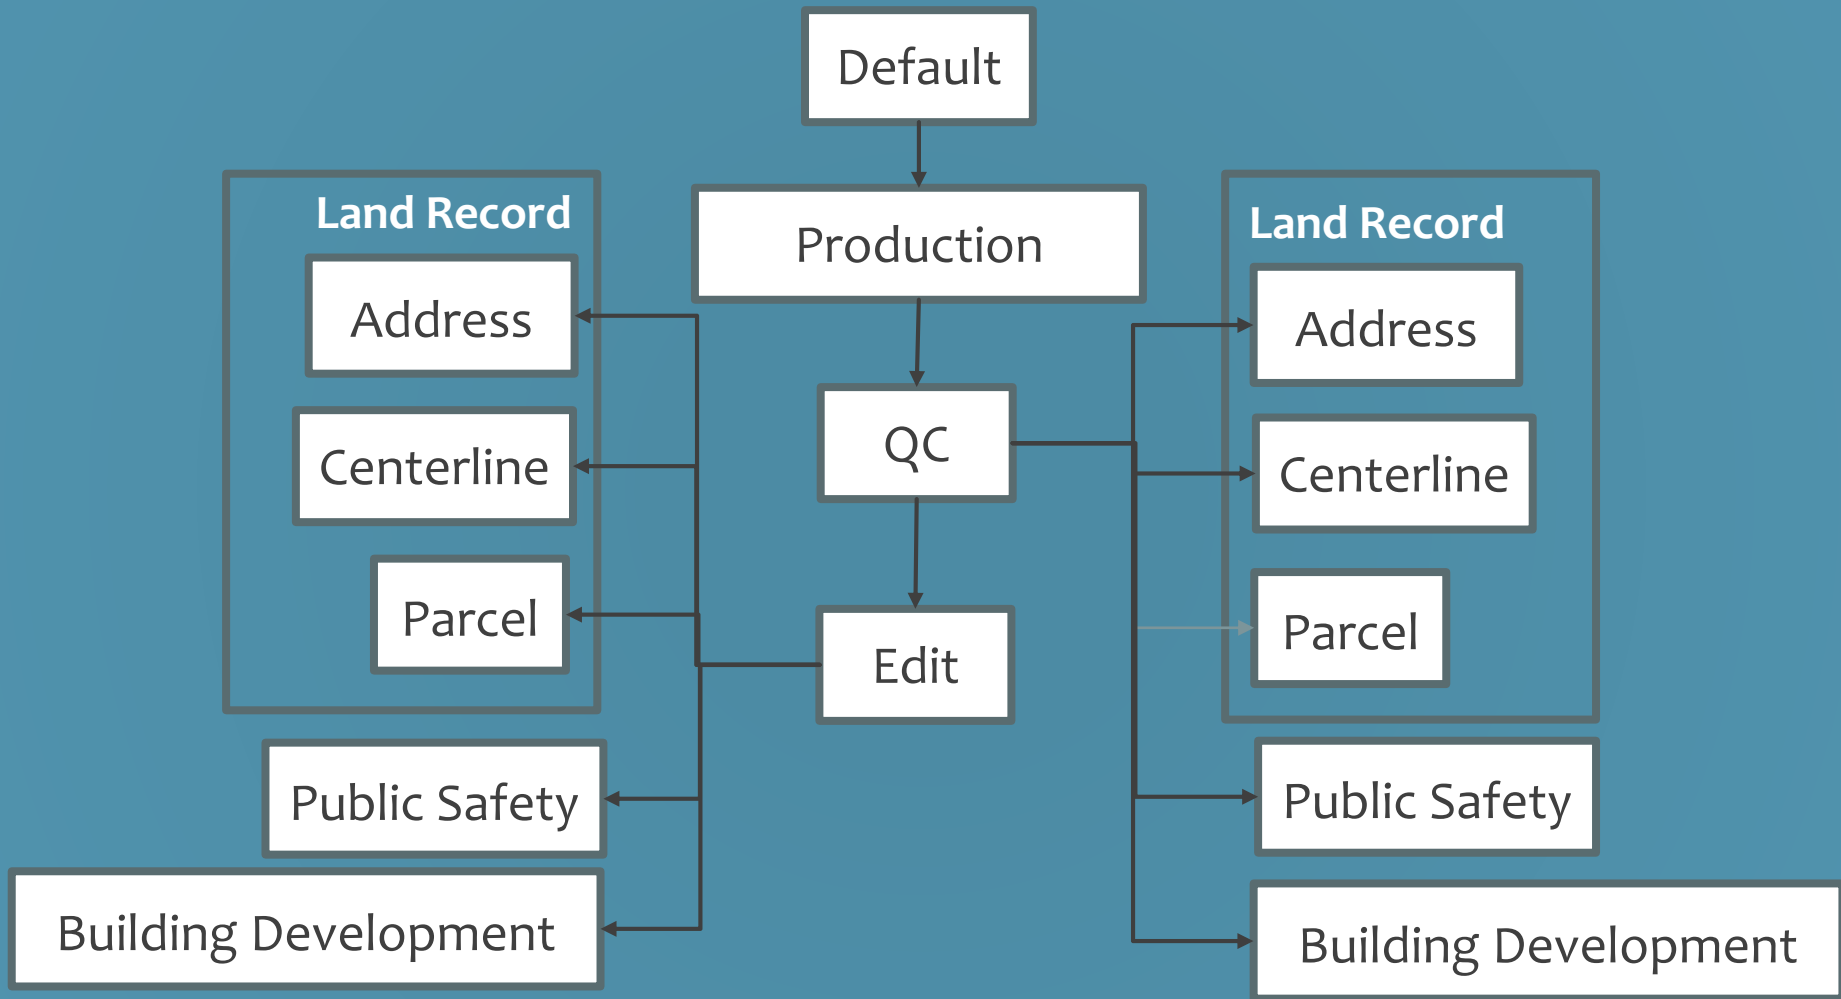 Default
Production
QC
Edit
Land Record
Address
Centerline
Parcel
Public Safety
Building Development
Land Record
Address
Centerline
Parcel
Public Safety
Building Development